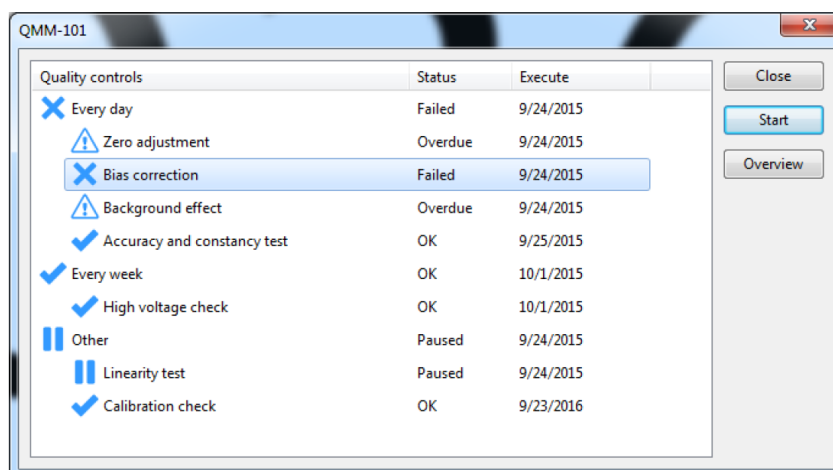 QMM-101
Quality controls Status Execute
Close
Every day Failed 9/24/2015
Start
Zero adjustment Overdue 9/24/2015
Overview
Bias correction Failed 9/24/2015
Background effect Overdue 9/24/2015
Accuracy and constancy test OK 9/25/2015
Every week OK 10/1/2015
High voltage check OK 10/1/2015
Other Paused 9/24/2015
Linearity test Paused 9/24/2015
Calibration check OK 9/23/2016